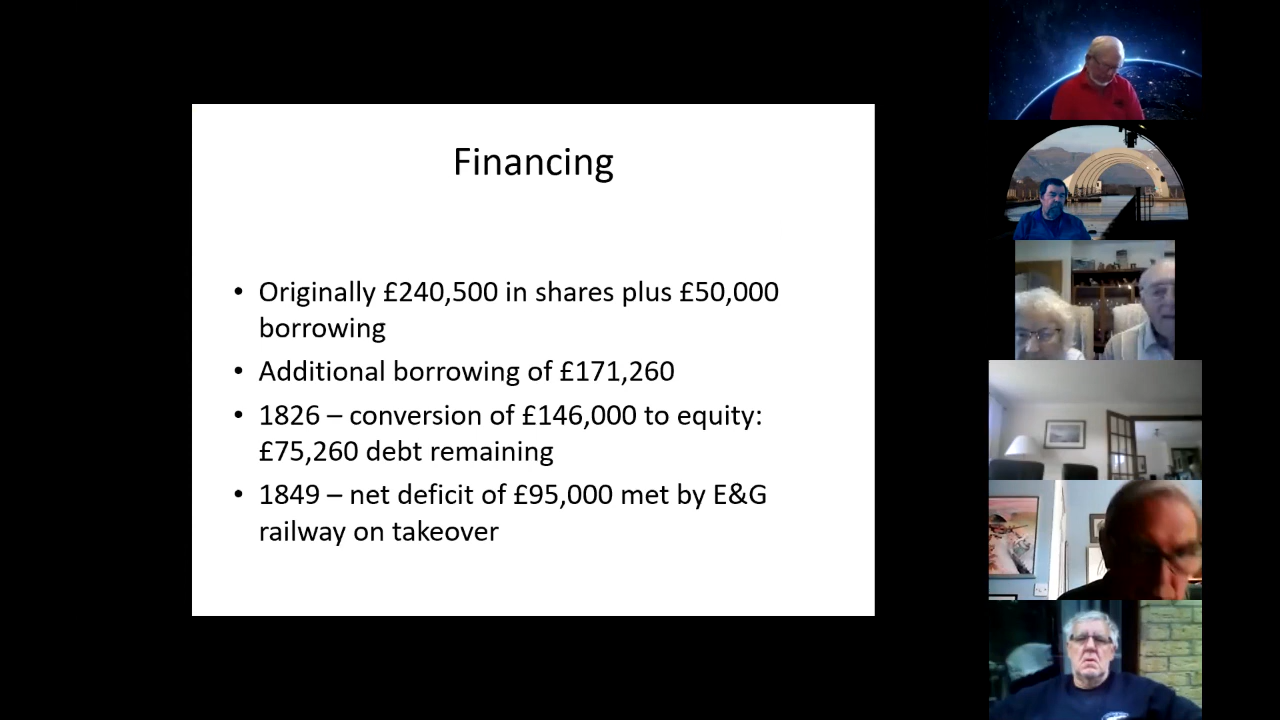 Financing
• Originally £240,500 in shares plus £50,000
borrowing
• Additional borrowing of £171,260
• 1826 – conversion of £146,000 to equity:
£75,260 debt remaining
• 1849 – net deficit of £95,000 met by E&G
railway on takeover